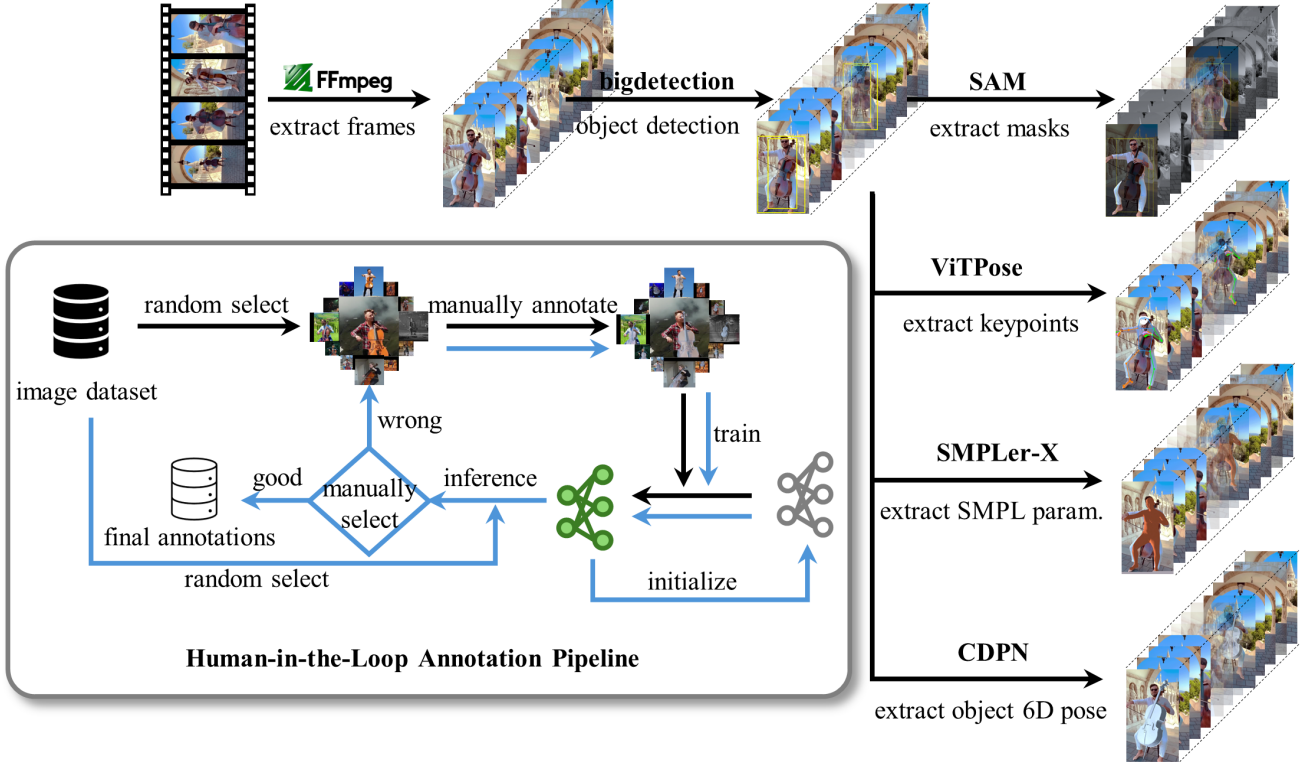 FFmpeg
extract frames
bigdetection
object detection
SAM
extract masks
ViTPose
extract keypoints
SMPLer-X
extract SMPL param.
CDPN
extract object 6D pose
image dataset
random select
manually annotate
wrong
train
good
manually
select
inference
final annotations
random select
initialize
Human-in-the-Loop Annotation Pipeline